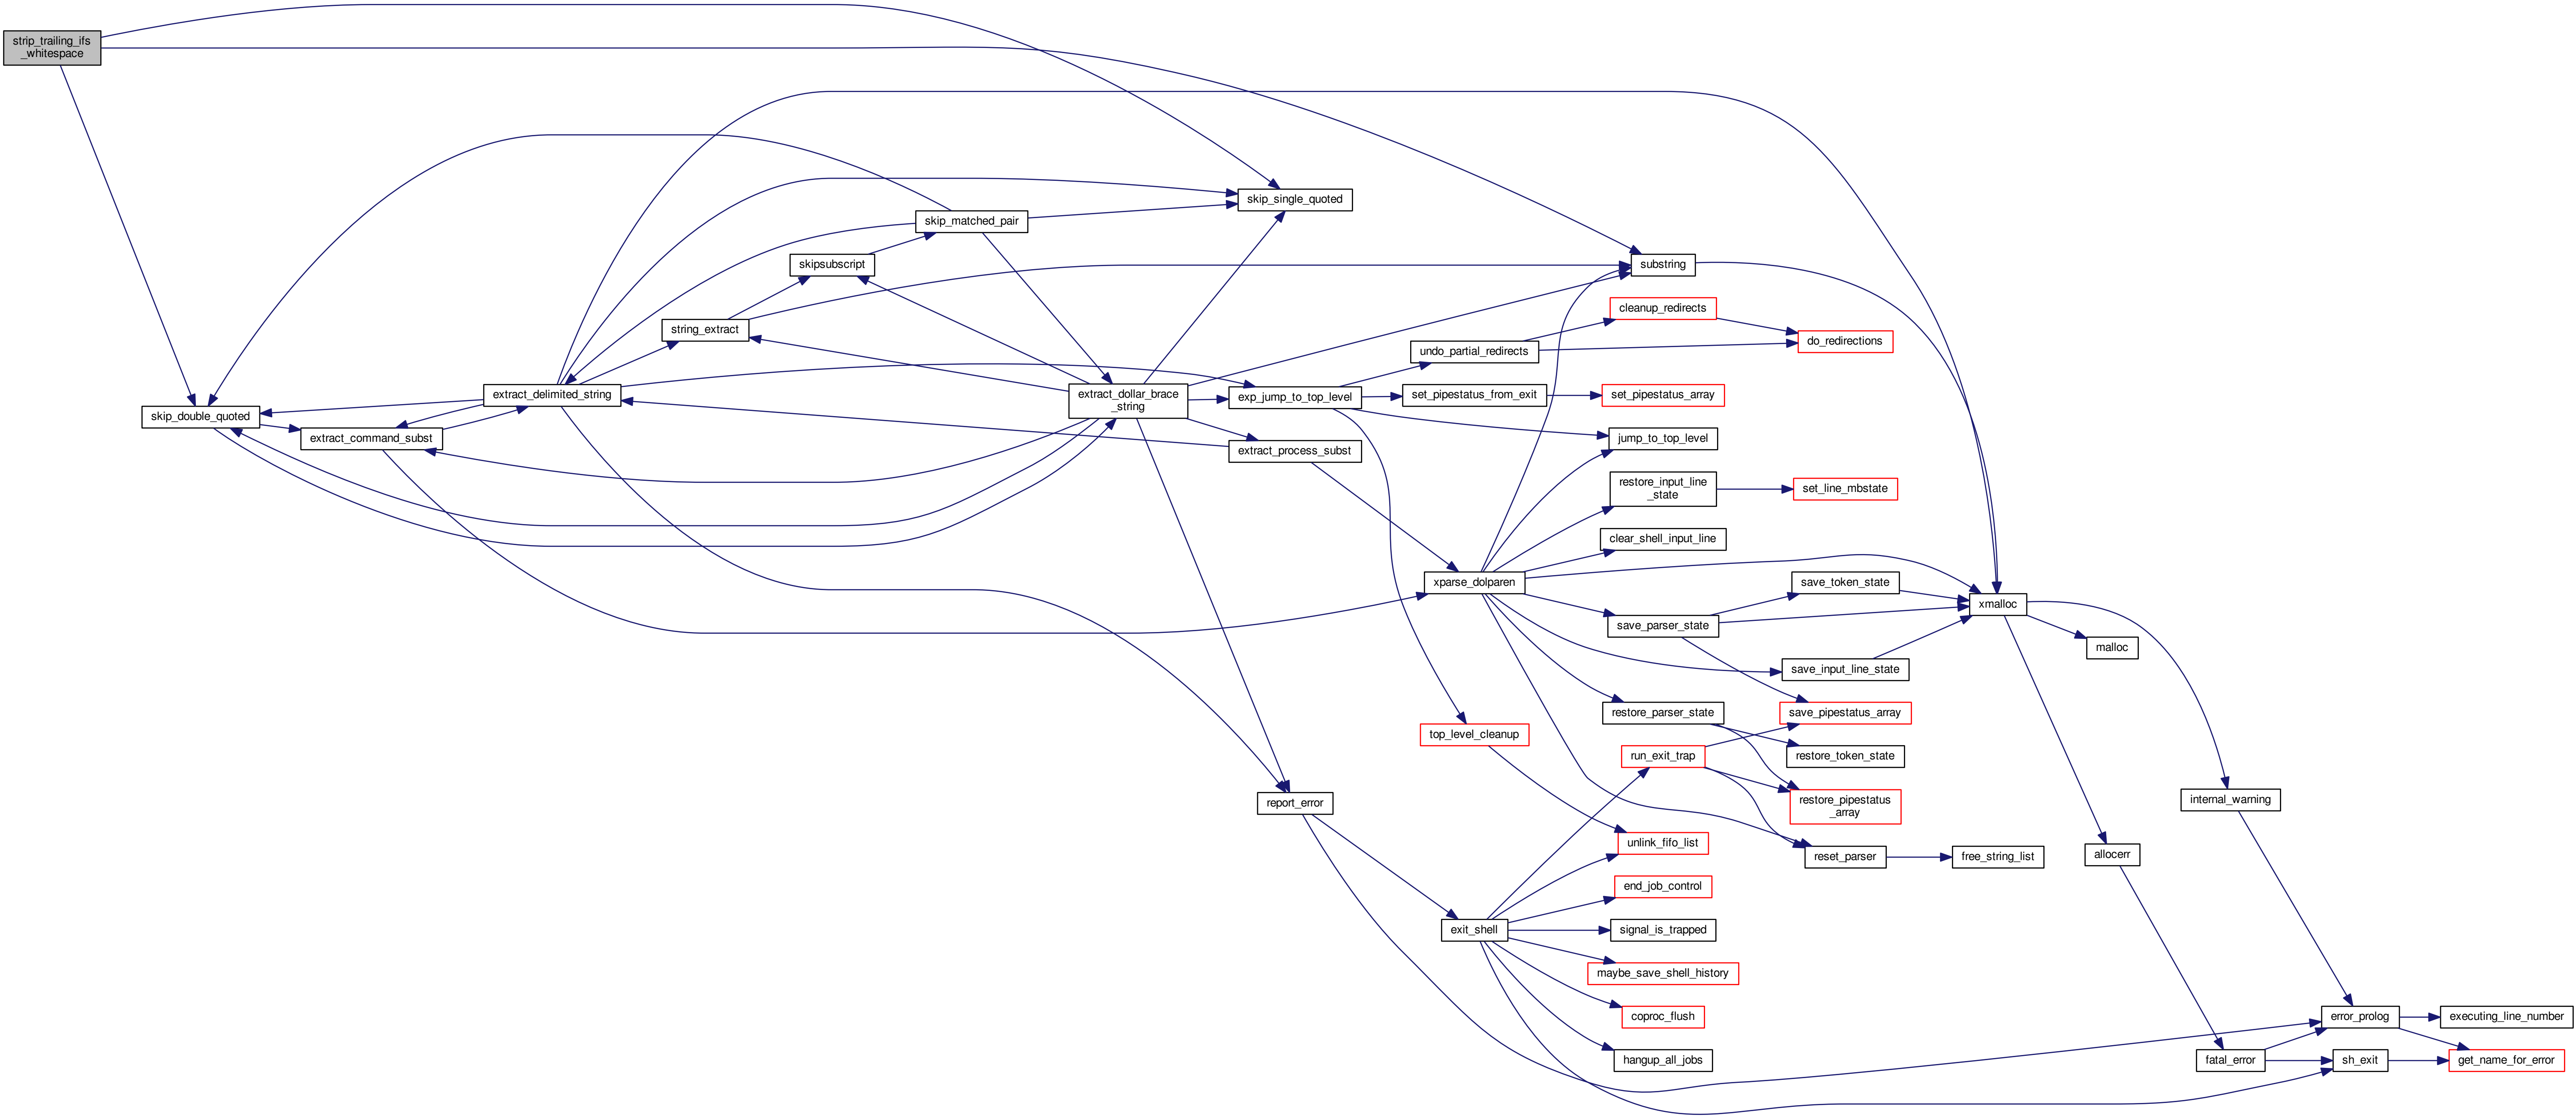 strip_trailing_ifs
_whitespace
skip_single_quoted
skip_matched_pair
skipsubscript
substring
cleanup_redirects
string_extract
do_redirections
undo_partial_redirects
extract_delimited_string
extract_dollar_brace
_string
exp_jump_to_top_level
set_pipestatus_from_exit
set_pipestatus_array
skip_double_quoted
extract_command_subst
jump_to_top_level
extract_process_subst
restore_input_line
_state
set_line_mbstate
clear_shell_input_line
xparse_dolparen
save_token_state
xmalloc
save_parser_state
malloc
save_input_line_state
restore_parser_state
save_pipestatus_array
top_level_cleanup
run_exit_trap
restore_token_state
report_error
restore_pipestatus
_array
internal_warning
unlink_fifo_list
reset_parser
free_string_list
allocerr
end_job_control
exit_shell
signal_is_trapped
maybe_save_shell_history
coproc_flush
error_prolog
executing_line_number
hangup_all_jobs
fatal_error
sh_exit
get_name_for_error